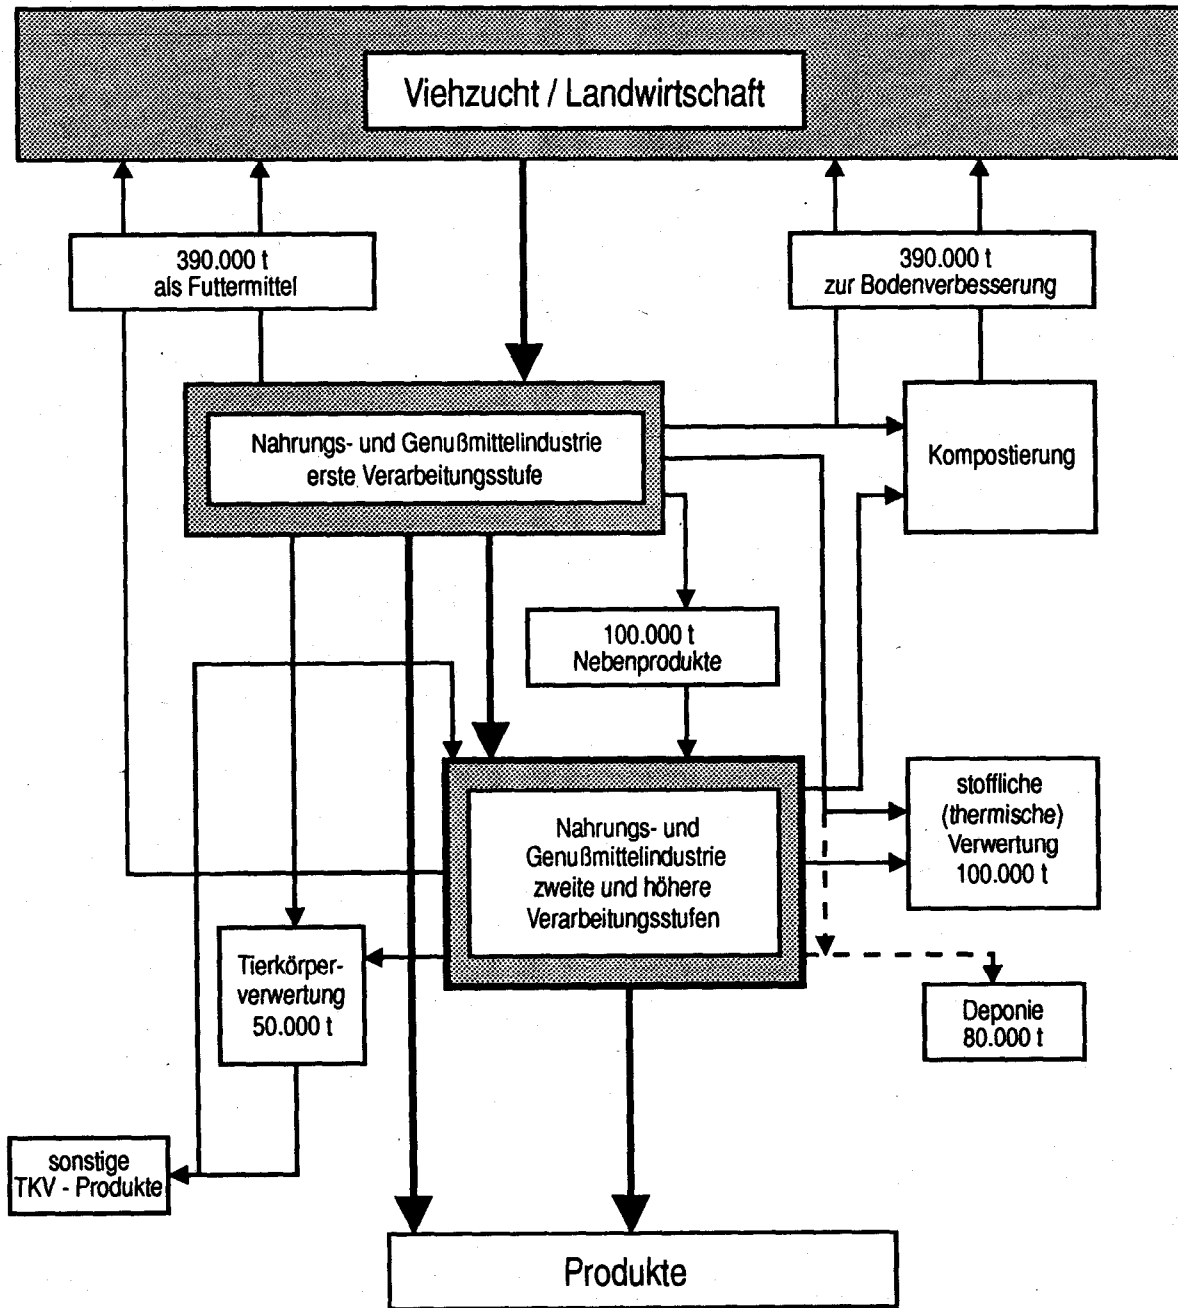 Viehzucht / Landwirtschaft
390.000 t
als Futtermittel
390.000 t
zur Bodenverbesserung
Nahrungs- und Genußmittelindustrie
erste Verarbeitungsstufe
Kompostierung
100.000 t
Nebenprodukte
Nahrungs- und
Genußmittelindustrie
zweite und höhere
Verarbeitungsstufen
stoffliche
(thermische)
Verwertung
100.000 t
Tierkörper-
verwertung
50.000 t
Deponie
80.000 t
sonstige
TKV - Produkte
Produkte